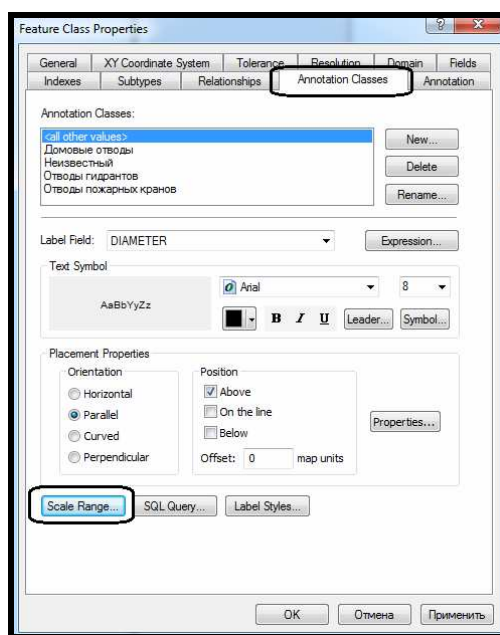 Feature Class Properties
General XY Coordinate System Tolerance Resolution Domain Fields
Indexes Subtypes Relationships Annotation Classes Annotation
Annotation Classes:
<all other values>
Домовые отводы
Неизвестный
Отводы гидрантов
Отводы пожарных кранов
New...
Delete
Rename...
Label Field: DIAMETER Expression...
Text Symbol
AaBbYyZz
Arial 8
B I U Leader... Symbol...
Placement Properties
Orientation
Horizontal
Parallel
Curved
Perpendicular
Position
Above
On the line
Below
Offset: 0 map units
Properties...
Scale Range... SQL Query... Label Styles...
OK Отмена Применить